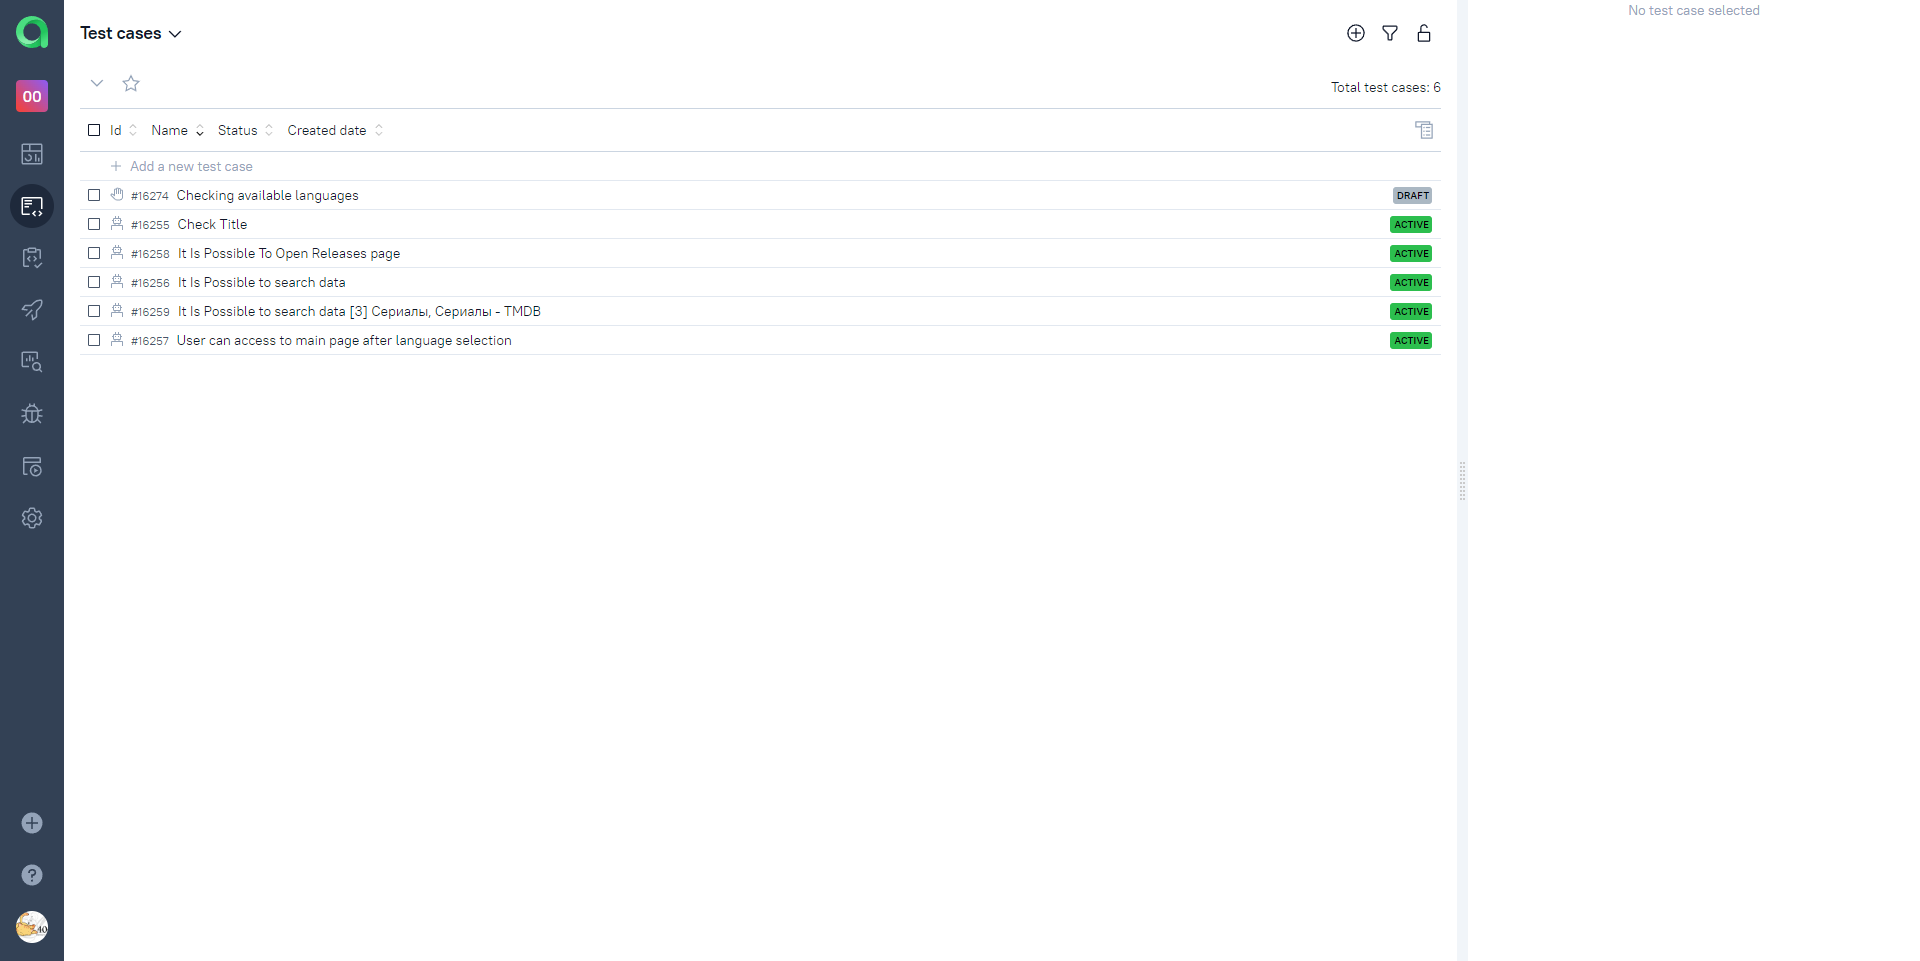 Test cases
No test case selected
00
Total test cases: 6
Id Name Status Created date
Add a new test case
#16274 Checking available languages DRAFT
#16255 Check Title ACTIVE
#16258 It Is Possible To Open Releases page ACTIVE
#16256 It Is Possible to search data ACTIVE
#16259 It Is Possible to search data [3] Сериалы, Сериалы - TMDB ACTIVE
#16257 User can access to main page after language selection ACTIVE
40